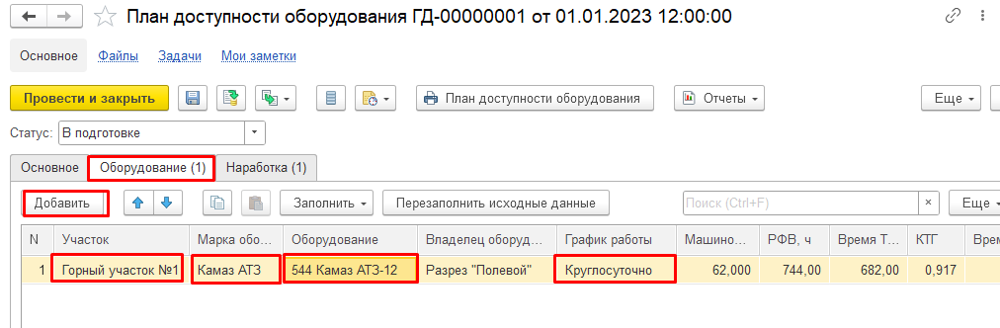 План доступности оборудования ГД-00000001 от 01.01.2023 12:00:00
Основное Файлы Задачи Мои заметки
Провести и закрыть План доступности оборудования Отчеты Еще
Статус: В подготовке
Основное Оборудование (1) Наработка (1)
Добавить Заполнить Перезаполнить исходные данные Поиск (Ctrl+F) × Еще
N Участок Марка обо... Оборудование Владелец оборуд... График работы Машино... РФВ, ч Время Т... КТГ Врем
1 Горный участок №1 Камаз АТЗ 544 Камаз АТЗ-12 Разрез "Полевой" Круглосуточно 62,000 744,00 682,00 0,917